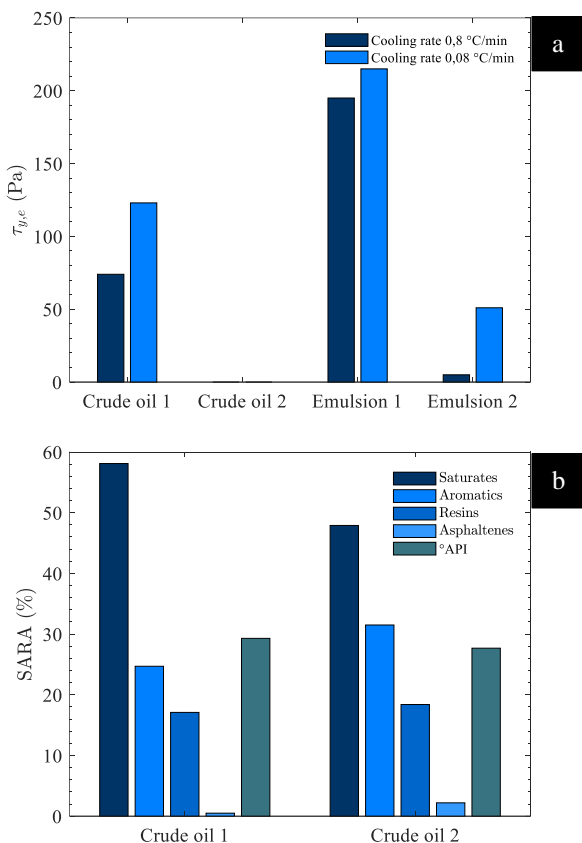 250
200
150
100
50
0
τy,e (Pa)
Cooling rate 0,8 °C/min
Cooling rate 0,08 °C/min
a
Crude oil 1 Crude oil 2 Emulsion 1 Emulsion 2
60
50
40
30
20
10
0
SARA (%)
Saturates
Aromatics
Resins
Asphaltenes
°API
b
Crude oil 1 Crude oil 2